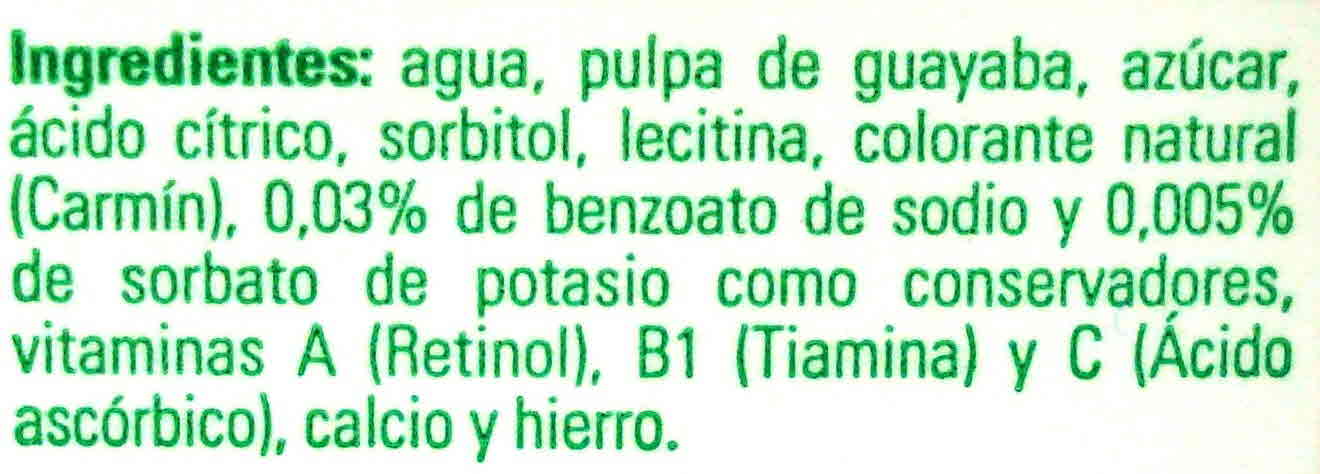 Ingredientes: agua, pulpa de guayaba, azúcar,
ácido cítrico, sorbitol, lecitina, colorante natural
(Carmín), 0,03% de benzoato de sodio y 0,005%
de sorbato de potasio como conservadores,
vitaminas A (Retinol), B1 (Tiamina) y C (Ácido
ascórbico), calcio y hierro.